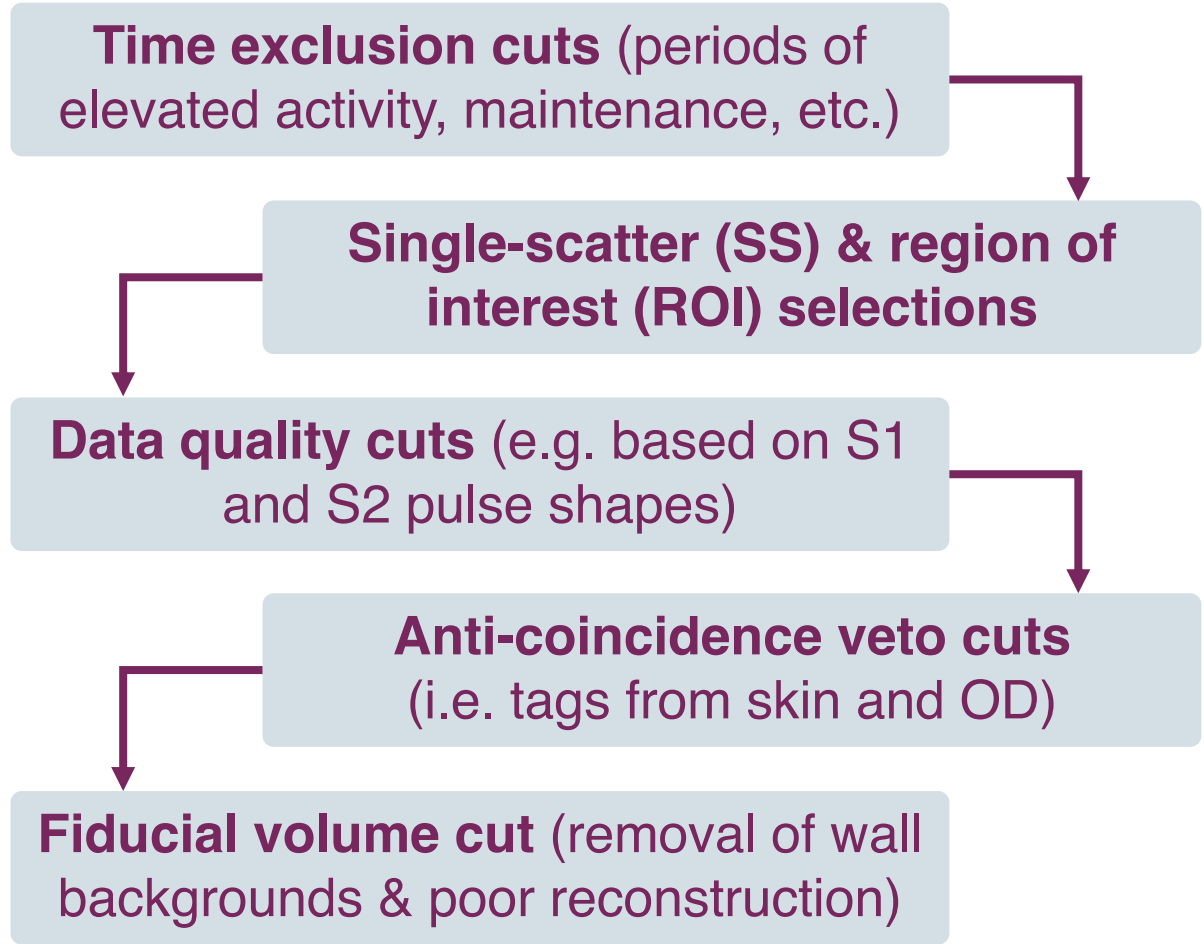 Time exclusion cuts (periods of
elevated activity, maintenance, etc.)
Single-scatter (SS) & region of
interest (ROI) selections
Data quality cuts (e.g. based on S1
and S2 pulse shapes)
Anti-coincidence veto cuts
(i.e. tags from skin and OD)
Fiducial volume cut (removal of wall
backgrounds & poor reconstruction)